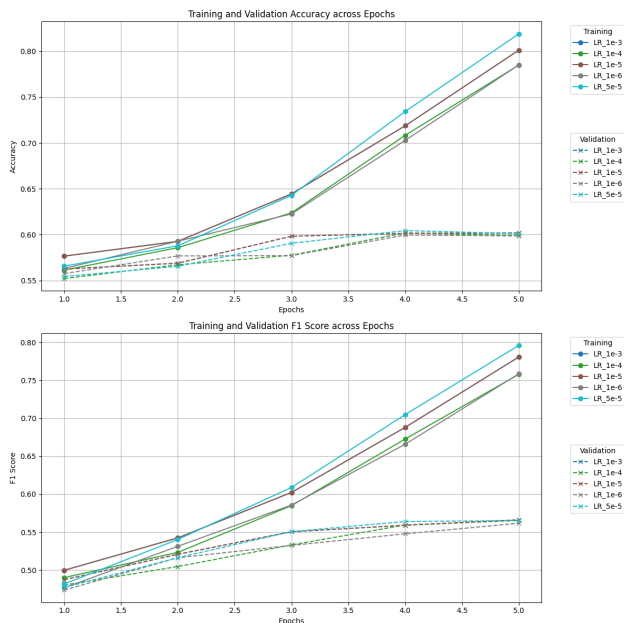 Training and Validation Accuracy across Epochs
Accuracy
0.80
0.75
0.70
0.65
0.60
0.55
1.0 1.5 2.0 2.5 3.0 3.5 4.0 4.5 5.0
Epochs
Training
LR_1e-3
LR_1e-4
LR_1e-5
LR_1e-6
LR_5e-5
Validation
LR_1e-3
LR_1e-4
LR_1e-5
LR_1e-6
LR_5e-5
Training and Validation F1 Score across Epochs
F1 Score
0.80
0.75
0.70
0.65
0.60
0.55
0.50
1.0 1.5 2.0 2.5 3.0 3.5 4.0 4.5 5.0
Epochs
Training
LR_1e-3
LR_1e-4
LR_1e-5
LR_1e-6
LR_5e-5
Validation
LR_1e-3
LR_1e-4
LR_1e-5
LR_1e-6
LR_5e-5